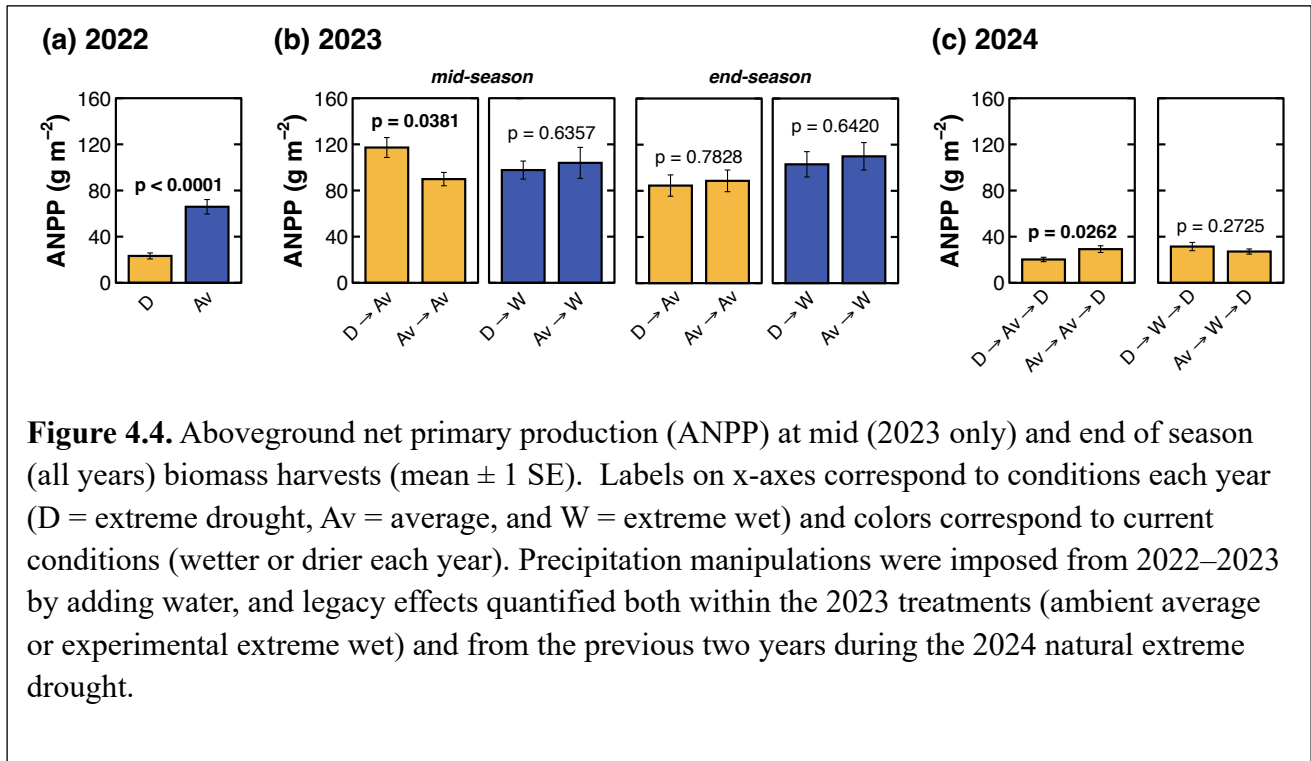 (a) 2022
(b) 2023
(c) 2024
mid-season
end-season
ANPP (g m⁻²)
160
120
80
40
0
p < 0.0001
D
Av
ANPP (g m⁻²)
160
120
80
40
0
p = 0.0381
D → Av
Av → Av
p = 0.6357
D → W
Av → W
p = 0.7828
D → Av
Av → Av
p = 0.6420
D → W
Av → W
ANPP (g m⁻²)
160
120
80
40
0
p = 0.0262
D → Av → D
Av → Av → D
p = 0.2725
D → W → D
Av → W → D
Figure 4.4. Aboveground net primary production (ANPP) at mid (2023 only) and end of season
(all years) biomass harvests (mean ± 1 SE).  Labels on x-axes correspond to conditions each year
(D = extreme drought, Av = average, and W = extreme wet) and colors correspond to current
conditions (wetter or drier each year). Precipitation manipulations were imposed from 2022–2023
by adding water, and legacy effects quantified both within the 2023 treatments (ambient average
or experimental extreme wet) and from the previous two years during the 2024 natural extreme
drought.